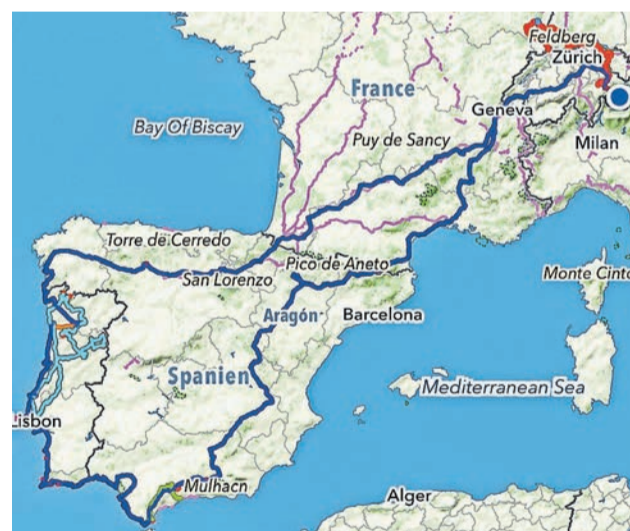 Feldberg
Zürich
France
Geneva
Bay Of Biscay
Puy de Sancy
Milan
Torre de Cerredo
San Lorenzo
Pico de Aneto
Monte Cinto
Aragón
Barcelona
Spanien
Mediterranean Sea
Lisbon
Mulhacn
Alger